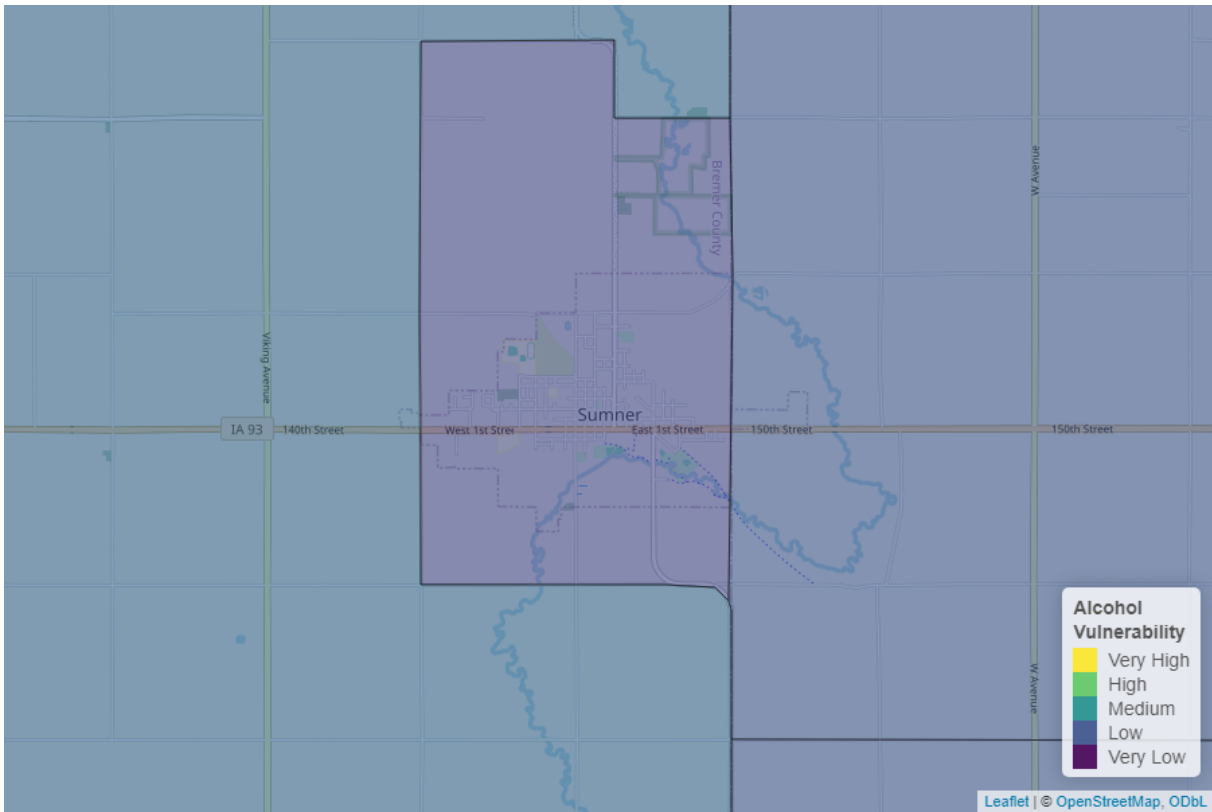 W Avenue
Bremer County
Viking Avenue
Sumner
IA 93
140th Street
West 1st Stre
East 1st Street
150th Street
150th Street
W Avenue
Alcohol
Vulnerability
Very High
High
Medium
Low
Very Low
Leaflet | © OpenStreetMap, ODbL